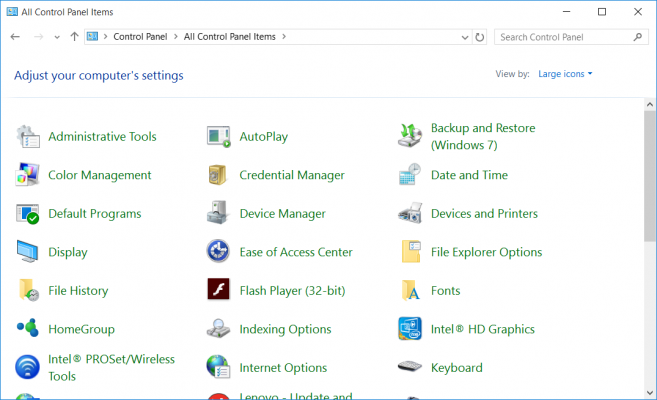 All Control Panel Items
Control Panel > All Control Panel Items >
Search Control Panel
Adjust your computer's settings
View by: Large icons
Administrative Tools
AutoPlay
Backup and Restore
(Windows 7)
Color Management
Credential Manager
Date and Time
Default Programs
Device Manager
Devices and Printers
Display
Ease of Access Center
File Explorer Options
File History
Flash Player (32-bit)
Fonts
HomeGroup
Indexing Options
Intel® HD Graphics
Intel® PROSet/Wireless
Tools
Internet Options
Keyboard
Lenovo - Update and